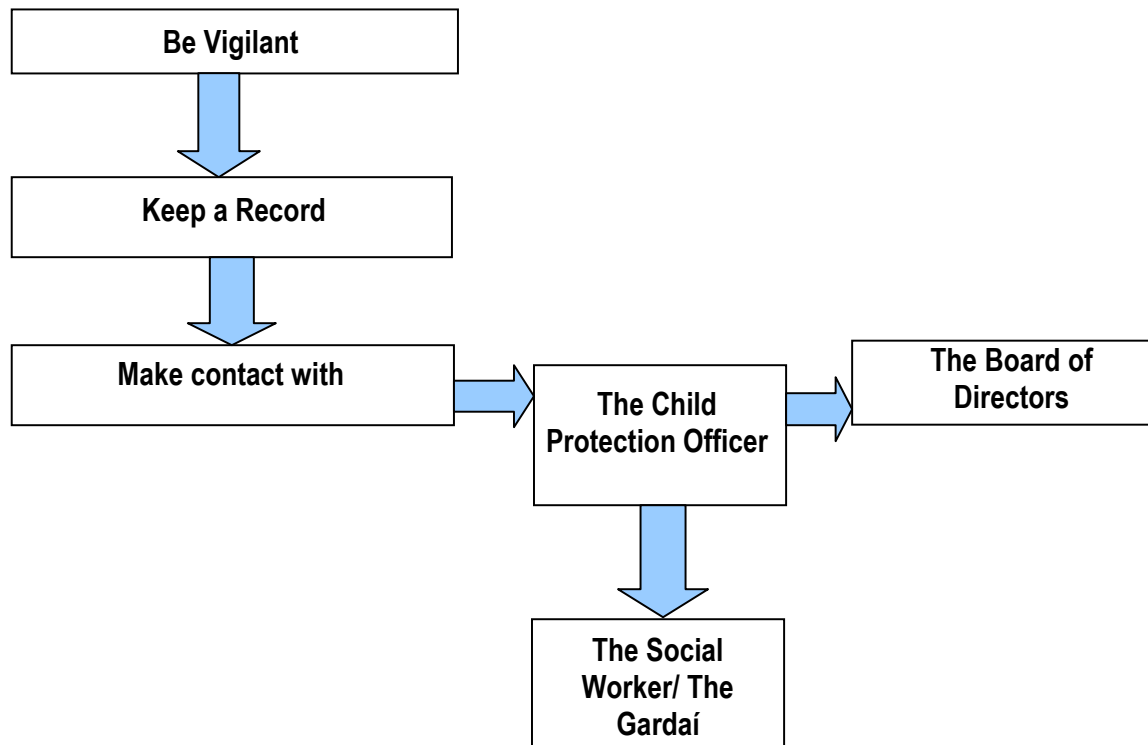 Be Vigilant
Keep a Record
Make contact with
The Child
Protection Officer
The Board of
Directors
The Social
Worker/ The
Gardaí